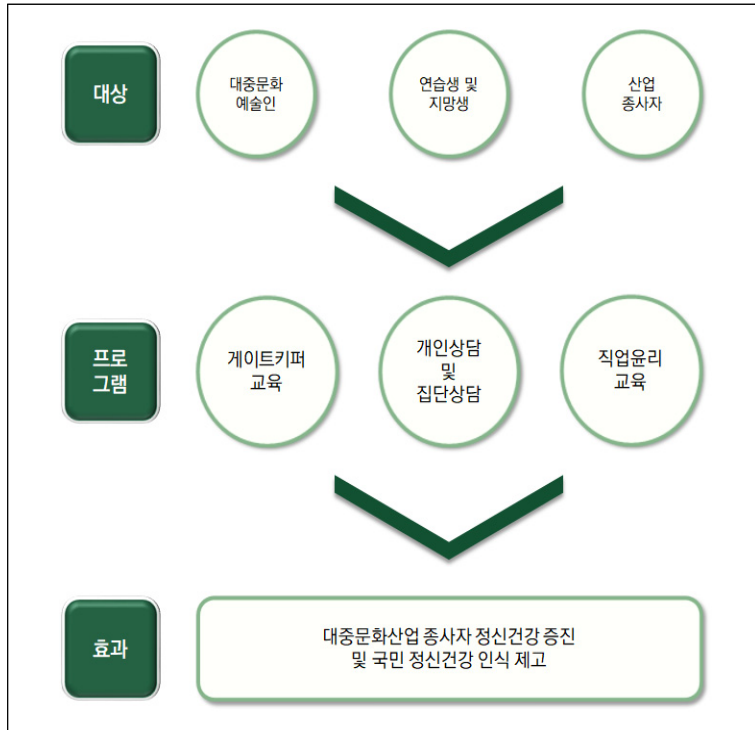 대상
대중문화
예술인
연습생 및
지망생
산업
종사자
프로
그램
게이트키퍼
교육
개인상담
및
집단상담
직업윤리
교육
효과
대중문화산업 종사자 정신건강 증진
및 국민 정신건강 인식 제고